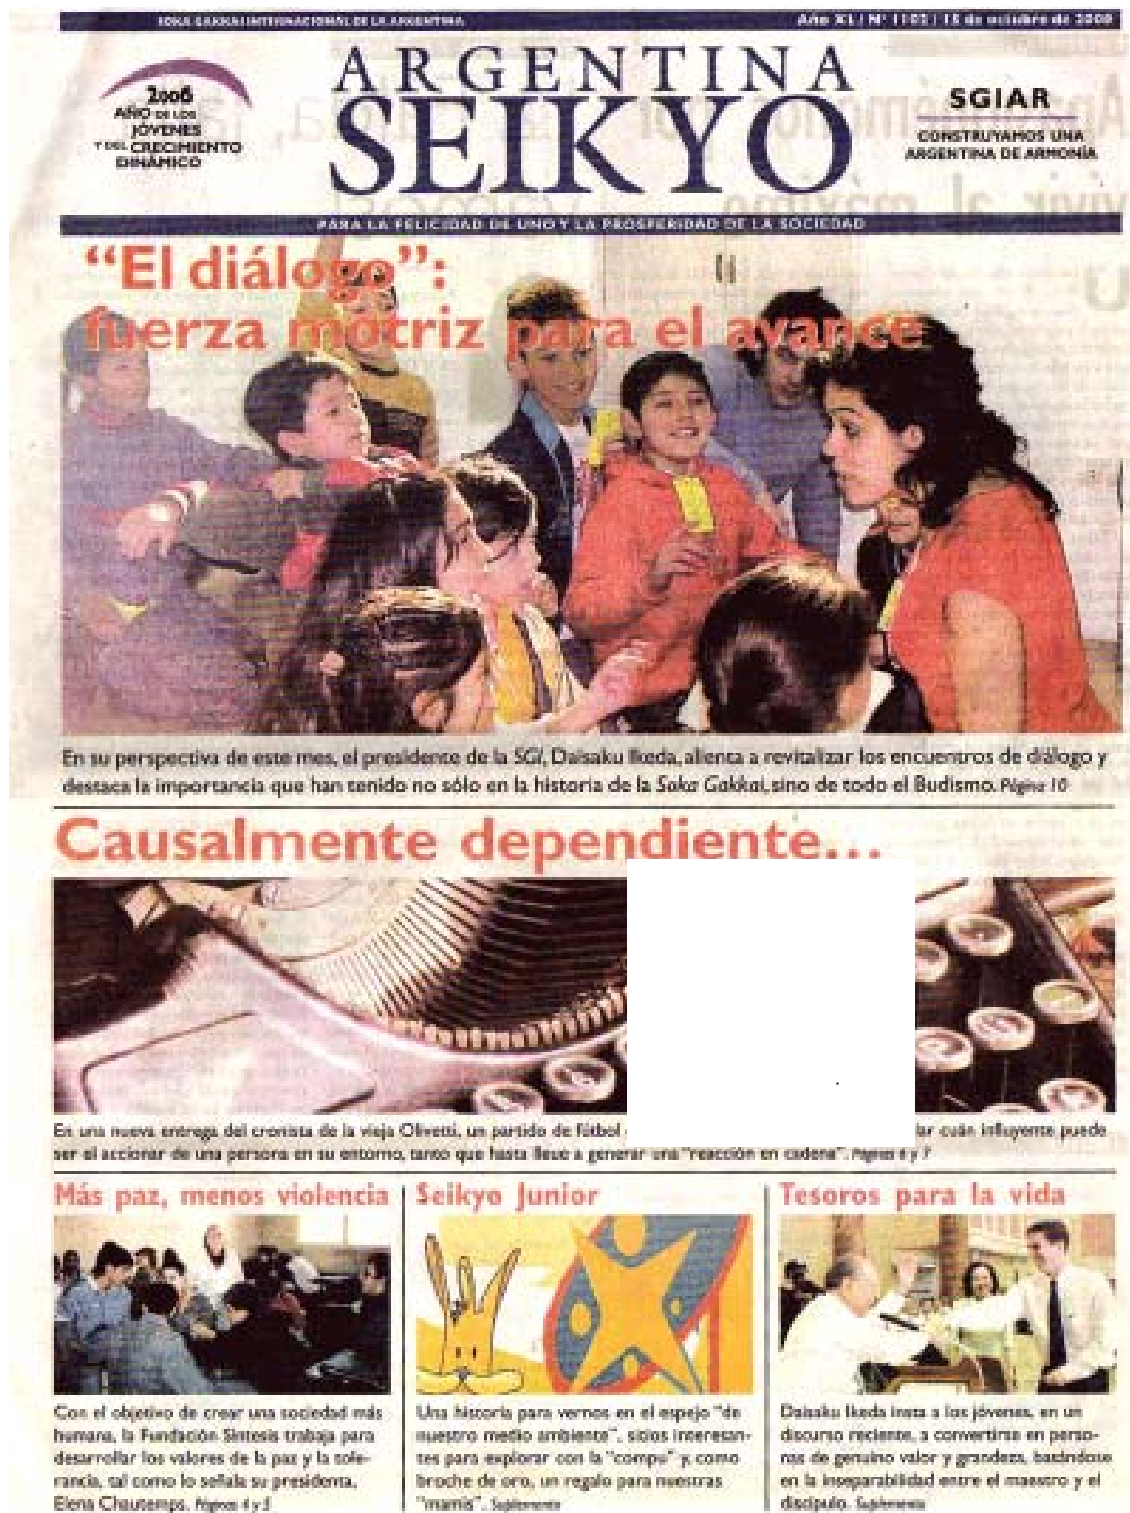 SOKA GAKKAI INTERNACIONAL DE LA ARGENTINA
Año XI / Nº 1102 / 15 de octubre de 2006
2006
AÑO DE LOS
JÓVENES
Y DEL CRECIMIENTO
DINÁMICO
ARGENTINA
SEIKYO
SGIAR
CONSTRUYAMOS UNA
ARGENTINA DE ARMONÍA
PARA LA FELICIDAD DE UNO Y LA PROSPERIDAD DE LA SOCIEDAD
“El diálogo”:
fuerza motriz para el avance
En su perspectiva de este mes, el presidente de la SGI, Daisaku Ikeda, alienta a revitalizar los encuentros de diálogo y
destaca la importancia que han tenido no sólo en la historia de la Soka Gakkai, sino de todo el Budismo. Página 10
Causalmente dependiente...
En una nueva entrega del cronista de la vieja Olivetti, un partido de fútbol lar cuán influyente puede
ser el accionar de una persona en su entorno, tanto que hasta lleve a generar una “reacción en cadena”. Páginas 6 y 7
Más paz, menos violencia
Con el objetivo de crear una sociedad más
humana, la Fundación Síntesis trabaja para
desarrollar los valores de la paz y la tole-
rancia, tal como lo señala su presidenta,
Elena Chautemps. Páginas 4 y 5
Seikyo Junior
Una historia para vernos en el espejo “de
nuestro medio ambiente”, sitios interesan-
tes para explorar con la “compu” y, como
broche de oro, un regalo para nuestras
“mamis”. Suplemento
Tesoros para la vida
Daisaku Ikeda insta a los jóvenes, en un
discurso reciente, a convertirse en perso-
nas de genuino valor y grandeza, basándose
en la inseparabilidad entre el maestro y el
discípulo. Suplemento